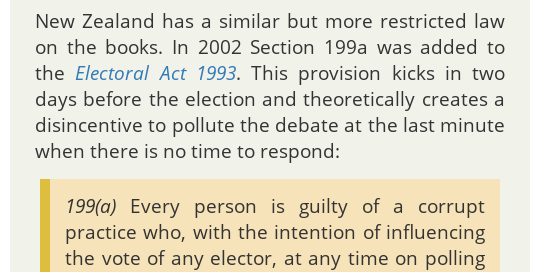 New Zealand has a similar but more restricted law
on the books. In 2002 Section 199a was added to
the Electoral Act 1993. This provision kicks in two
days before the election and theoretically creates a
disincentive to pollute the debate at the last minute
when there is no time to respond:
199(a) Every person is guilty of a corrupt
practice who, with the intention of influencing
the vote of any elector, at any time on polling